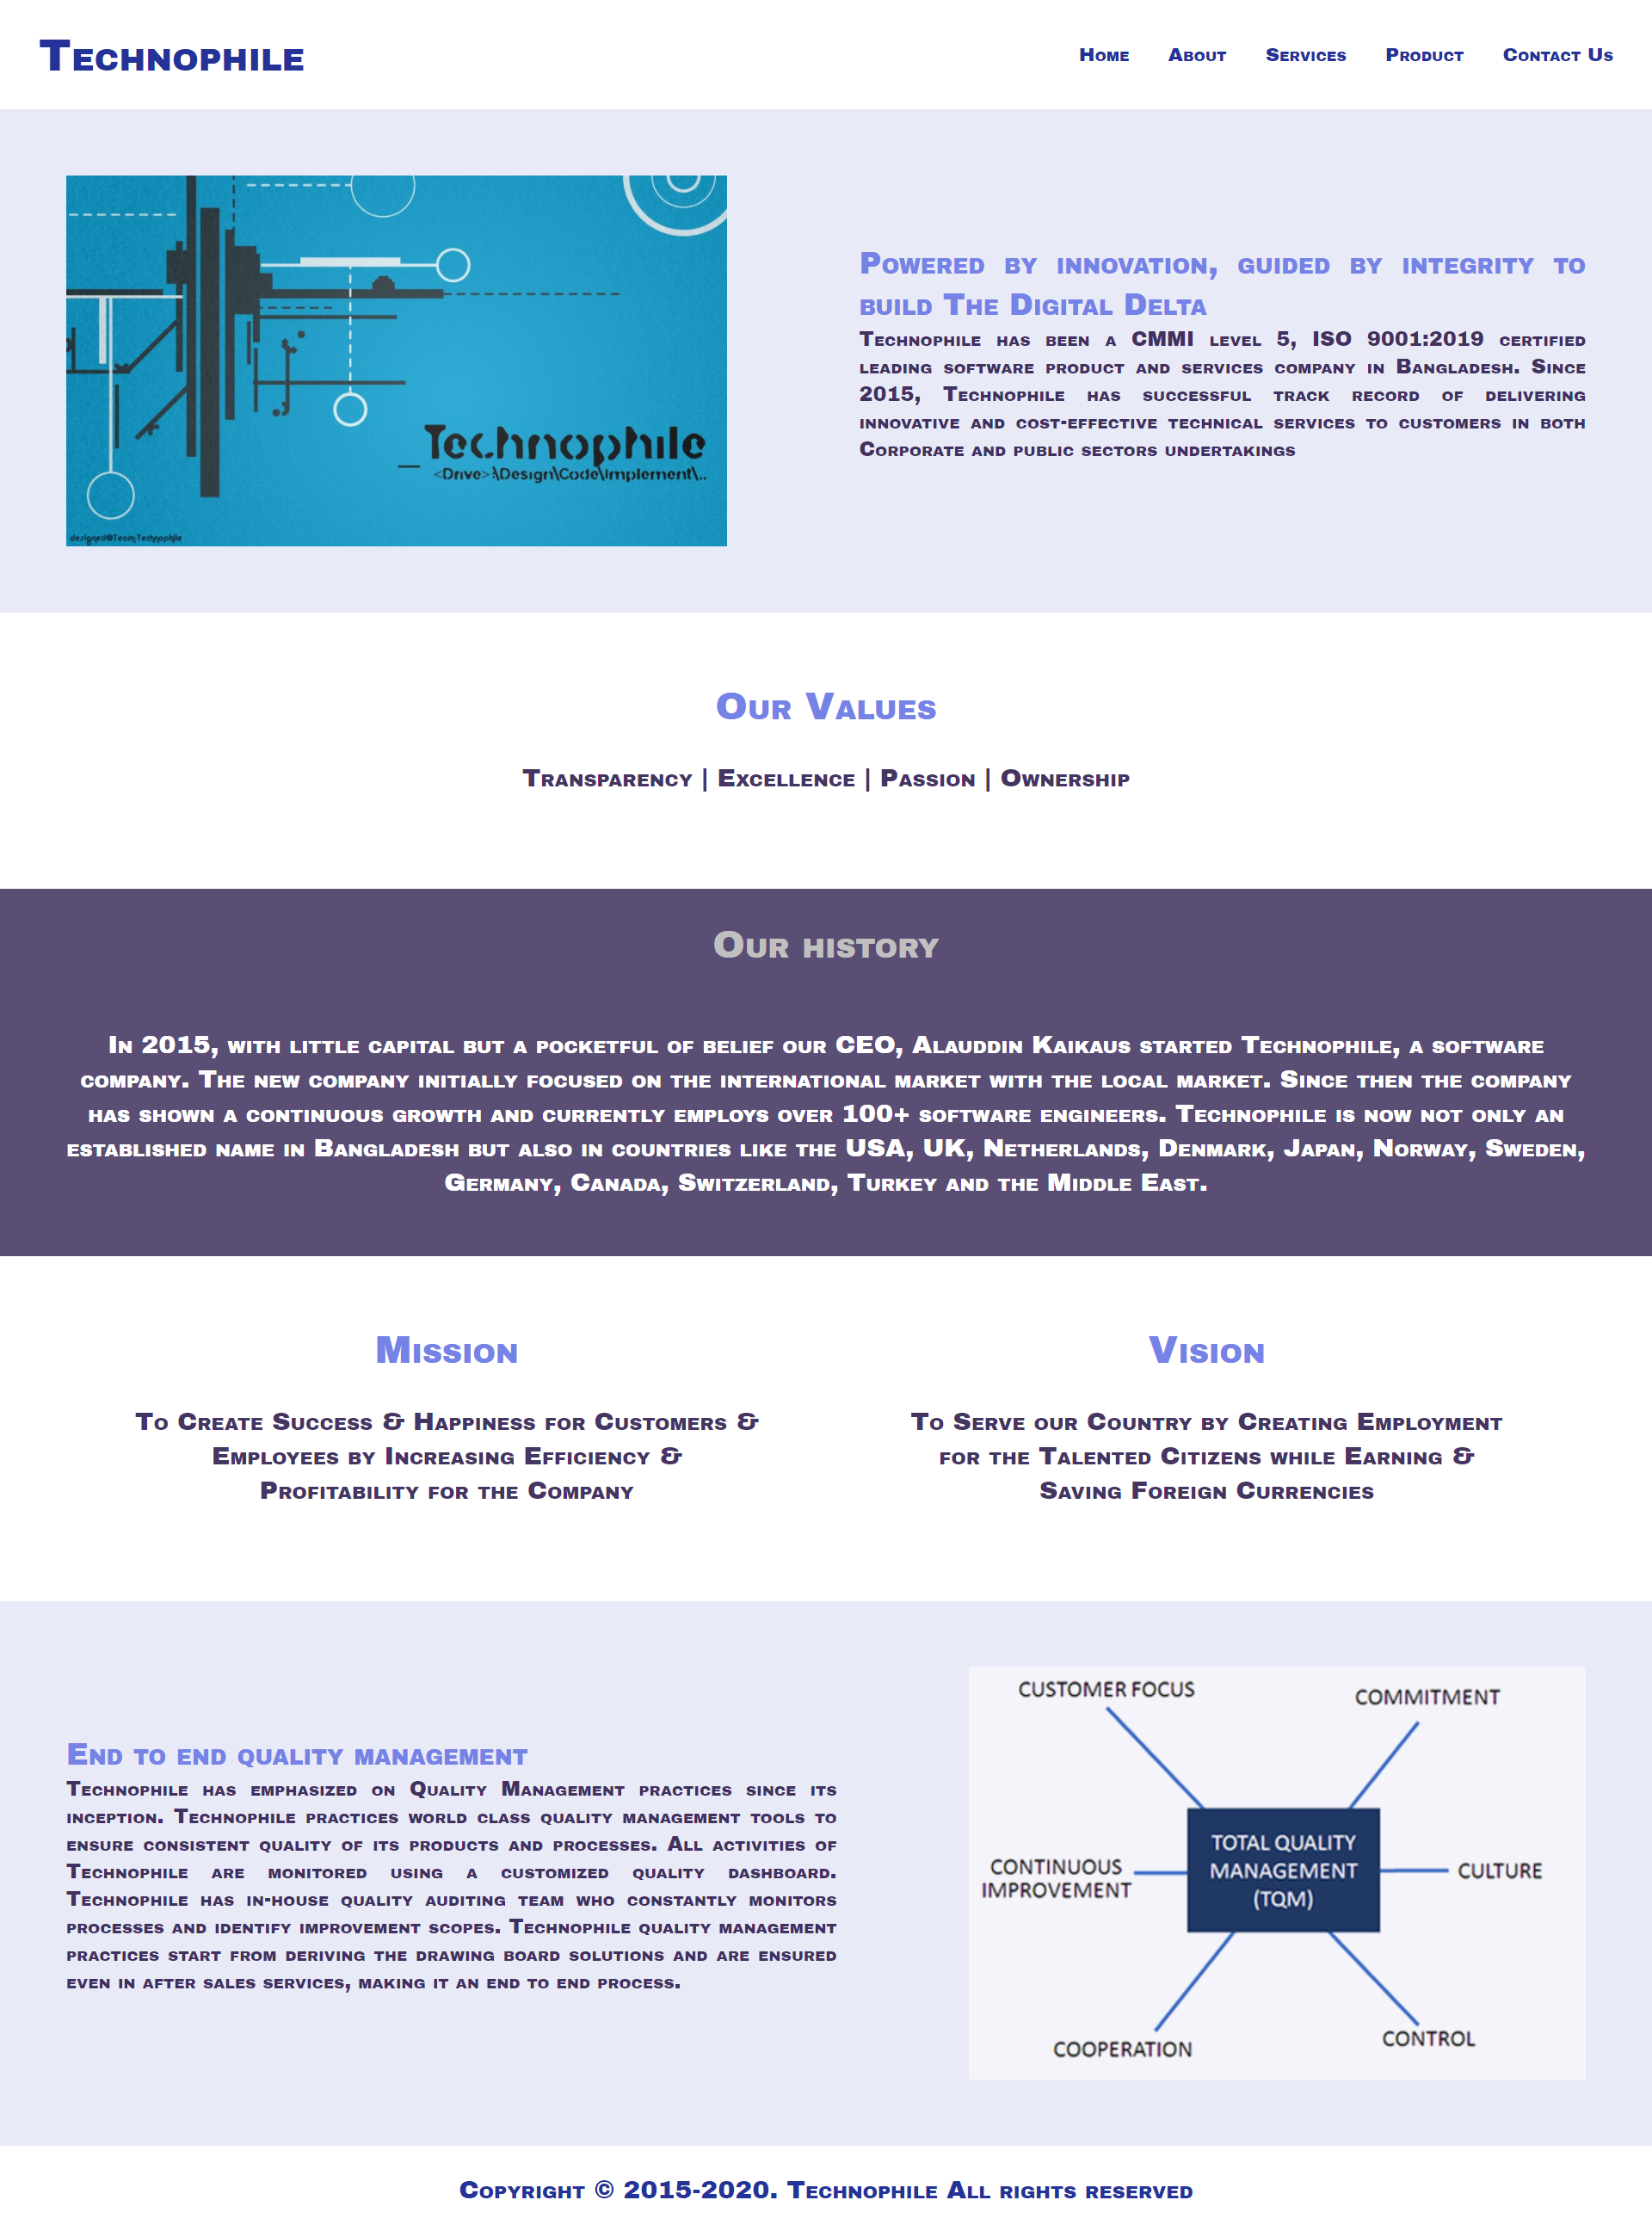 Technophile
Home About Services Product Contact Us
Technophile
<Drive>:\Design\Code\Implement\..
designed@Team-Technophile
Powered by innovation, guided by integrity to
build The Digital Delta
Technophile has been a CMMI level 5, ISO 9001:2019 certified
leading software product and services company in Bangladesh. Since
2015, Technophile has successful track record of delivering
innovative and cost-effective technical services to customers in both
Corporate and public sectors undertakings
Our Values
Transparency | Excellence | Passion | Ownership
Our history
In 2015, with little capital but a pocketful of belief our CEO, Alauddin Kaikaus started Technophile, a software
company. The new company initially focused on the international market with the local market. Since then the company
has shown a continuous growth and currently employs over 100+ software engineers. Technophile is now not only an
established name in Bangladesh but also in countries like the USA, UK, Netherlands, Denmark, Japan, Norway, Sweden,
Germany, Canada, Switzerland, Turkey and the Middle East.
Mission
To Create Success & Happiness for Customers &
Employees by Increasing Efficiency &
Profitability for the Company
Vision
To Serve our Country by Creating Employment
for the Talented Citizens while Earning &
Saving Foreign Currencies
End to end quality management
Technophile has emphasized on Quality Management practices since its
inception. Technophile practices world class quality management tools to
ensure consistent quality of its products and processes. All activities of
Technophile are monitored using a customized quality dashboard.
Technophile has in-house quality auditing team who constantly monitors
processes and identify improvement scopes. Technophile quality management
practices start from deriving the drawing board solutions and are ensured
even in after sales services, making it an end to end process.
CUSTOMER FOCUS
COMMITMENT
TOTAL QUALITY
MANAGEMENT
(TQM)
CONTINUOUS
IMPROVEMENT
CULTURE
COOPERATION
CONTROL
Copyright © 2015-2020. Technophile All rights reserved